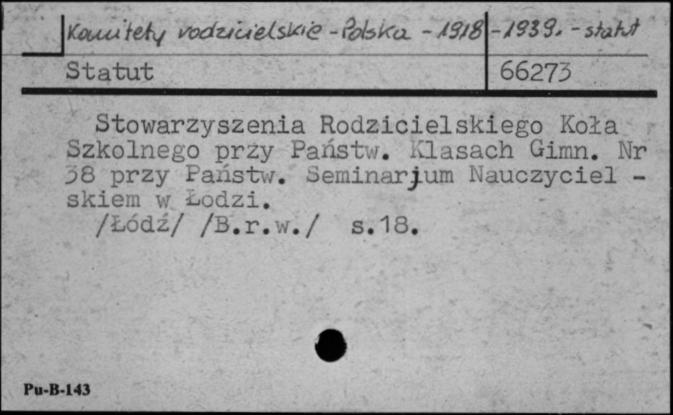 Komitety rodzicielskie - Polska - 1918 - 1939. - statut
Statut 66273
Stowarzyszenia Rodzicielskiego Koła
Szkolnego przy Państw. Klasach Gimn. Nr
38 przy Państw. Seminarjum Nauczyciel -
skiem w Łodzi.
/Łódź/ /B.r.w./ s.18.
Pu-B-143